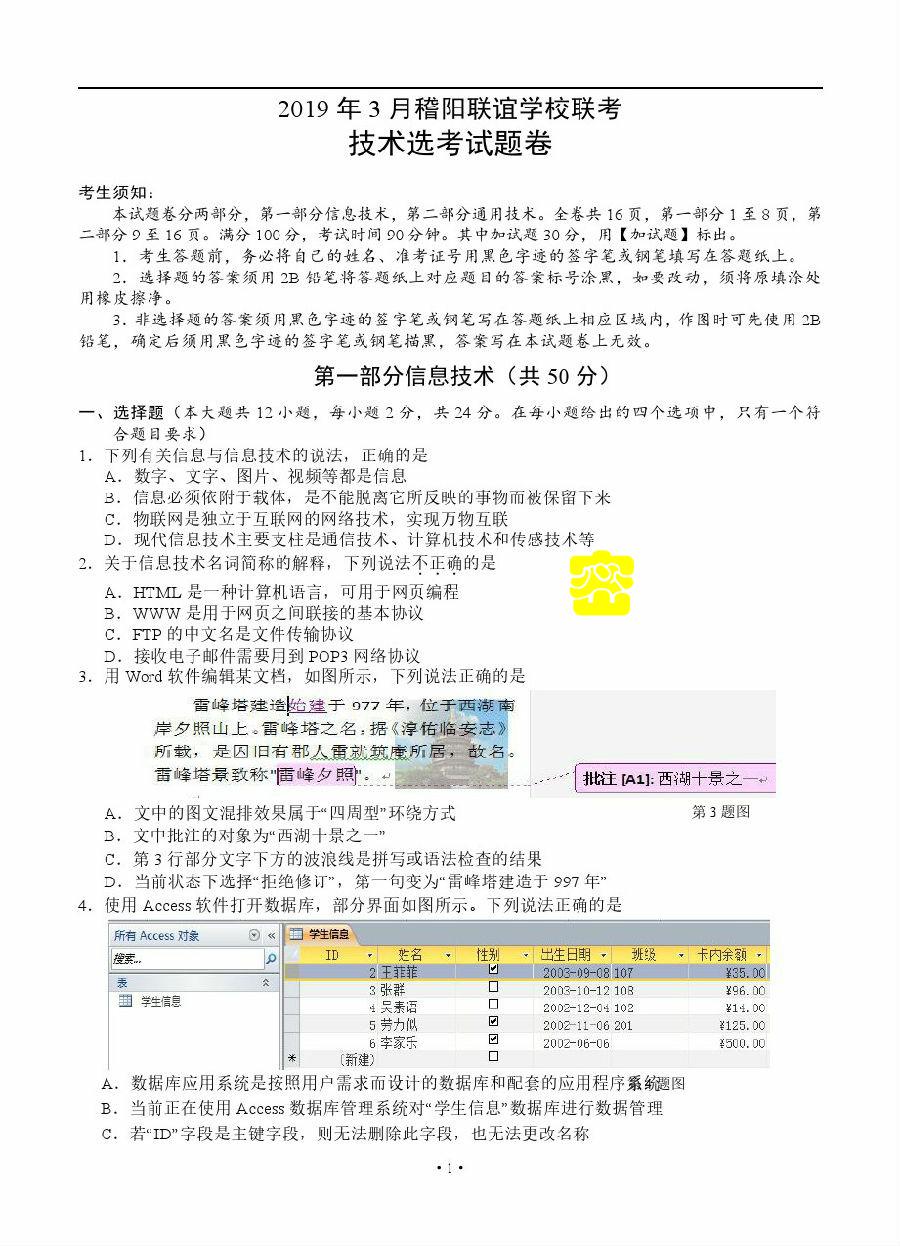 2019 年 3 月稽阳联谊学校联考
技术选考试题卷
考生须知：
本试题卷分两部分，第一部分信息技术，第二部分通用技术。全卷共 16 页，第一部分 1 至 8 页，第
二部分 9 至 16 页。满分 100 分，考试时间 90 分钟。其中加试题 30 分，用【加试题】标出。
1．考生答题前，务必将自己的姓名、准考证号用黑色字迹的签字笔或钢笔填写在答题纸上。
2．选择题的答案须用 2B 铅笔将答题纸上对应题目的答案标号涂黑，如要改动，须将原填涂处
用橡皮擦净。
3．非选择题的答案须用黑色字迹的签字笔或钢笔写在答题纸上相应区域内，作图时可先使用 2B
铅笔，确定后须用黑色字迹的签字笔或钢笔描黑，答案写在本试题卷上无效。
第一部分信息技术（共 50 分）
一、选择题（本大题共 12 小题，每小题 2 分，共 24 分。在每小题给出的四个选项中，只有一个符
合题目要求）
1．下列有关信息与信息技术的说法，正确的是
A．数字、文字、图片、视频等都是信息
B．信息必须依附于载体，是不能脱离它所反映的事物而被保留下来
C．物联网是独立于互联网的网络技术，实现万物互联
D．现代信息技术主要支柱是通信技术、计算机技术和传感技术等
2．关于信息技术名词简称的解释，下列说法不正确的是
A．HTML 是一种计算机语言，可用于网页编程
B．WWW 是用于网页之间联接的基本协议
C．FTP 的中文名是文件传输协议
D．接收电子邮件需要用到 POP3 网络协议
3．用 Word 软件编辑某文档，如图所示，下列说法正确的是
雷峰塔建造始建于 977 年，位于西湖南
岸夕照山上。雷峰塔之名，据《淳佑临安志》
所载，是因旧有郡人雷就筑庵所居，故名。
雷峰塔景致称"雷峰夕照"。
批注 [A1]: 西湖十景之一
A．文中的图文混排效果属于“四周型”环绕方式
第 3 题图
B．文中批注的对象为“西湖十景之一”
C．第 3 行部分文字下方的波浪线是拼写或语法检查的结果
D．当前状态下选择“拒绝修订”，第一句变为“雷峰塔建造于 997 年”
4．使用 Access 软件打开数据库，部分界面如图所示。下列说法正确的是
所有 Access 对象 « 学生信息
搜索... ID 姓名 性别 出生日期 班级 卡内余额
表 2 王菲菲 2003-09-08 107 ¥35.00
学生信息 3 张群 2003-10-12 108 ¥96.00
4 吴素语 2002-12-04 102 ¥14.00
5 劳力似 2002-11-06 201 ¥125.00
6 李家乐 2002-06-06 ¥500.00
* (新建)
A．数据库应用系统是按照用户需求而设计的数据库和配套的应用程序系统题图
B．当前正在使用 Access 数据库管理系统对“学生信息”数据库进行数据管理
C．若“ID”字段是主键字段，则无法删除此字段，也无法更改名称
• 1 •